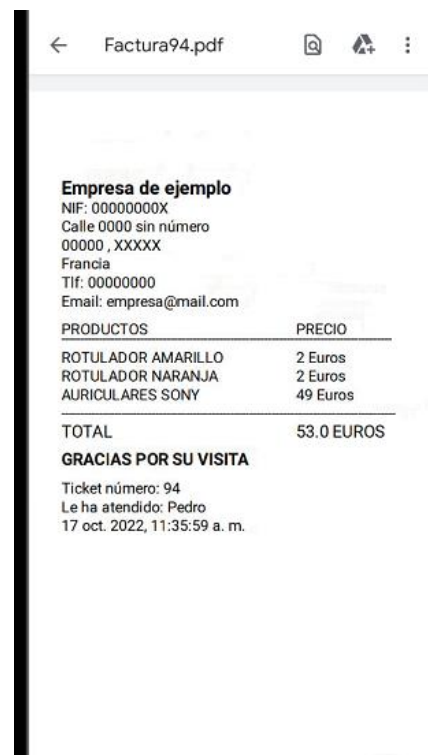 Factura94.pdf
Empresa de ejemplo
NIF: 00000000X
Calle 0000 sin número
00000 , XXXXX
Francia
Tlf: 00000000
Email: empresa@mail.com
PRODUCTOS PRECIO
ROTULADOR AMARILLO 2 Euros
ROTULADOR NARANJA 2 Euros
AURICULARES SONY 49 Euros
TOTAL 53.0 EUROS
GRACIAS POR SU VISITA
Ticket número: 94
Le ha atendido: Pedro
17 oct. 2022, 11:35:59 a. m.